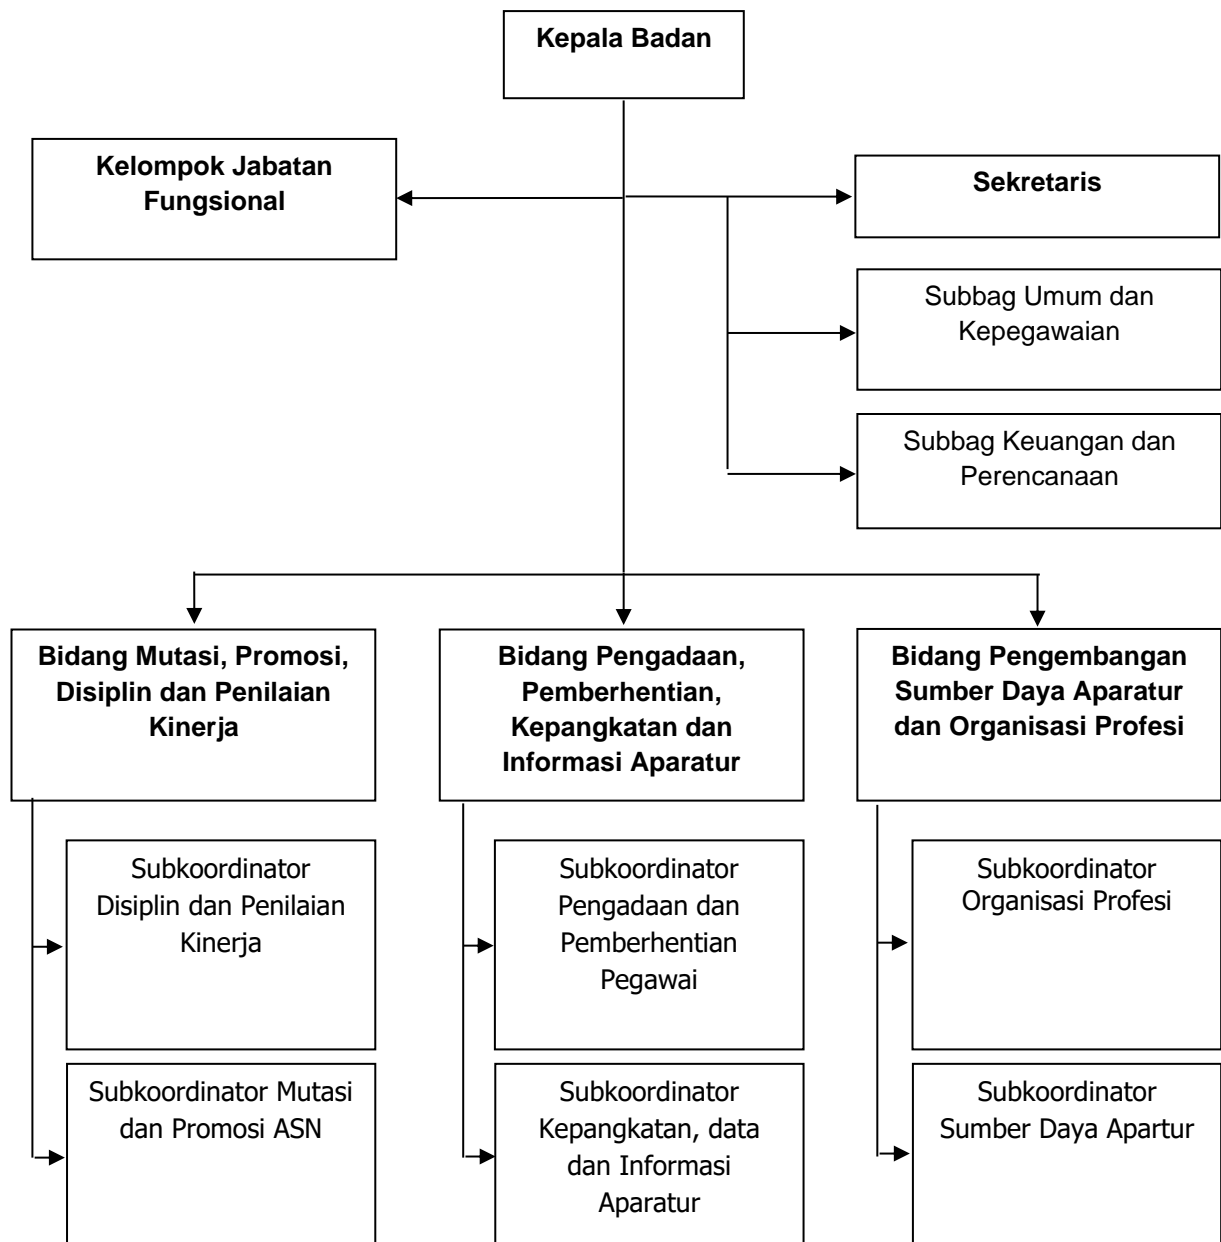 Kepala Badan
Kelompok Jabatan
Fungsional
Sekretaris
Subbag Umum dan
Kepegawaian
Subbag Keuangan dan
Perencanaan
Bidang Mutasi, Promosi,
Disiplin dan Penilaian
Kinerja
Bidang Pengadaan,
Pemberhentian,
Kepangkatan dan
Informasi Aparatur
Bidang Pengembangan
Sumber Daya Aparatur
dan Organisasi Profesi
Subkoordinator
Disiplin dan Penilaian
Kinerja
Subkoordinator
Pengadaan dan
Pemberhentian
Pegawai
Subkoordinator
Organisasi Profesi
Subkoordinator Mutasi
dan Promosi ASN
Subkoordinator
Kepangkatan, data
dan Informasi
Aparatur
Subkoordinator
Sumber Daya Apartur